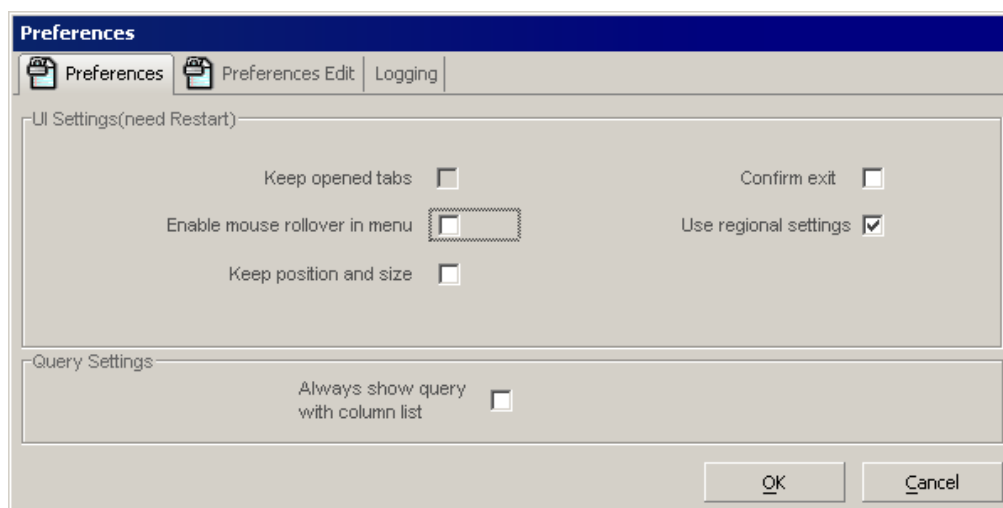 Preferences
Preferences Preferences Edit Logging
UI Settings(need Restart)
Keep opened tabs Confirm exit
Enable mouse rollover in menu Use regional settings
Keep position and size
Query Settings
Always show query
with column list
OK Cancel